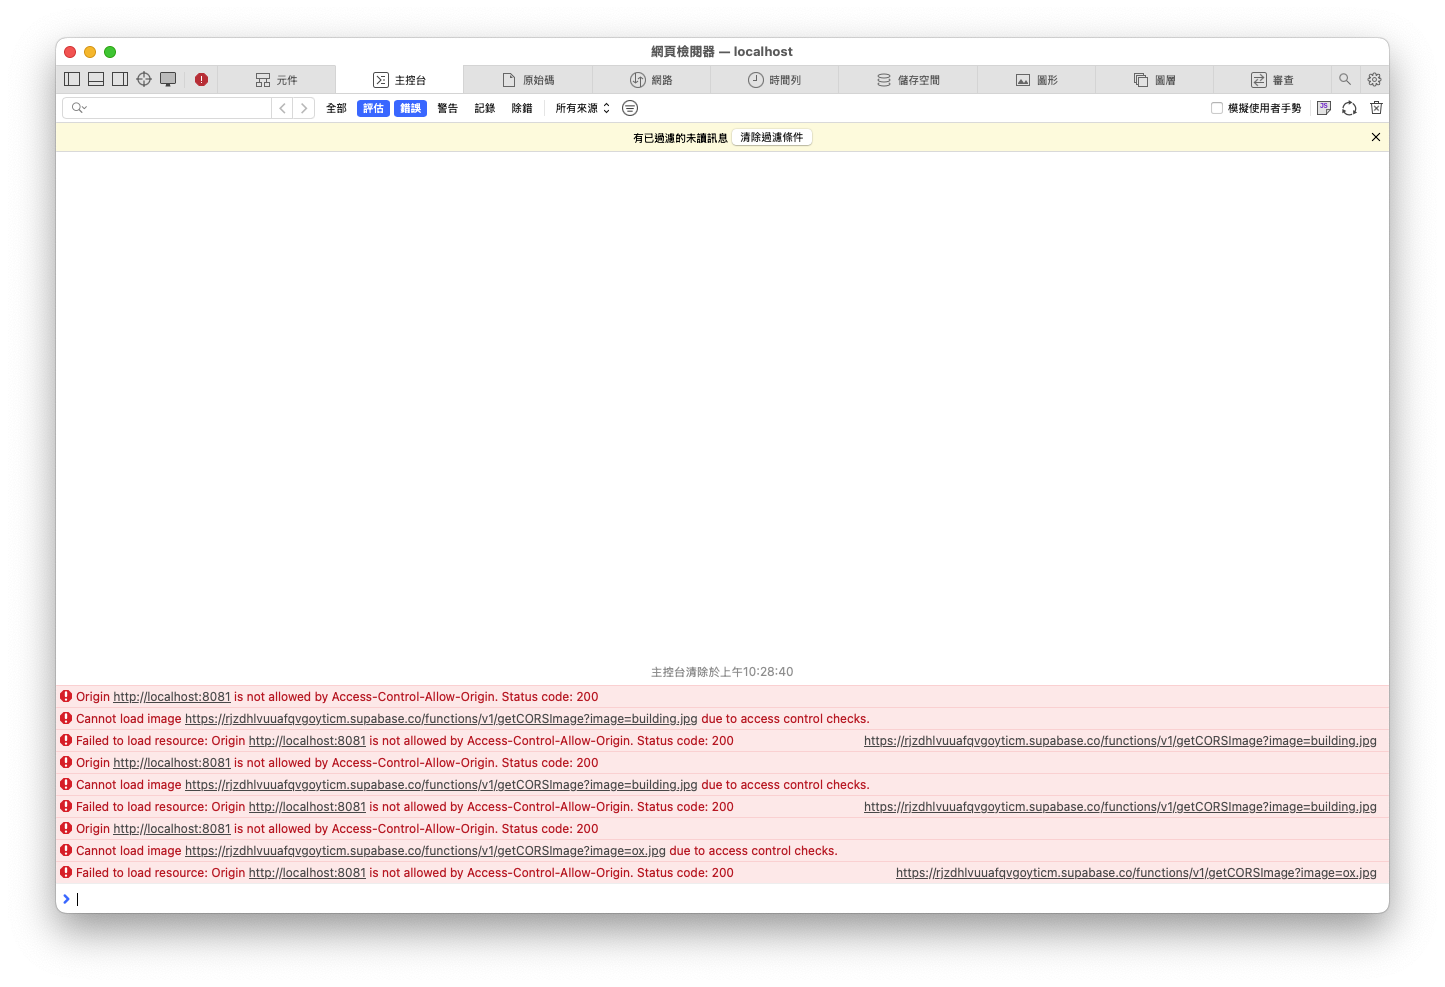 網頁檢閱器 — localhost
元件
主控台
原始碼
網路
時間列
儲存空間
圖形
圖層
審查
全部
評估
錯誤
警告
記錄
除錯
所有來源
模擬使用者手勢
JS
有已過濾的未讀訊息 清除過濾條件
主控台清除於上午10:28:40
Origin http://localhost:8081 is not allowed by Access-Control-Allow-Origin. Status code: 200
Cannot load image https://rjzdhlvuuafqvgoyticm.supabase.co/functions/v1/getCORSImage?image=building.jpg due to access control checks.
Failed to load resource: Origin http://localhost:8081 is not allowed by Access-Control-Allow-Origin. Status code: 200 https://rjzdhlvuuafqvgoyticm.supabase.co/functions/v1/getCORSImage?image=building.jpg
Origin http://localhost:8081 is not allowed by Access-Control-Allow-Origin. Status code: 200
Cannot load image https://rjzdhlvuuafqvgoyticm.supabase.co/functions/v1/getCORSImage?image=building.jpg due to access control checks.
Failed to load resource: Origin http://localhost:8081 is not allowed by Access-Control-Allow-Origin. Status code: 200 https://rjzdhlvuuafqvgoyticm.supabase.co/functions/v1/getCORSImage?image=building.jpg
Origin http://localhost:8081 is not allowed by Access-Control-Allow-Origin. Status code: 200
Cannot load image https://rjzdhlvuuafqvgoyticm.supabase.co/functions/v1/getCORSImage?image=ox.jpg due to access control checks.
Failed to load resource: Origin http://localhost:8081 is not allowed by Access-Control-Allow-Origin. Status code: 200 https://rjzdhlvuuafqvgoyticm.supabase.co/functions/v1/getCORSImage?image=ox.jpg